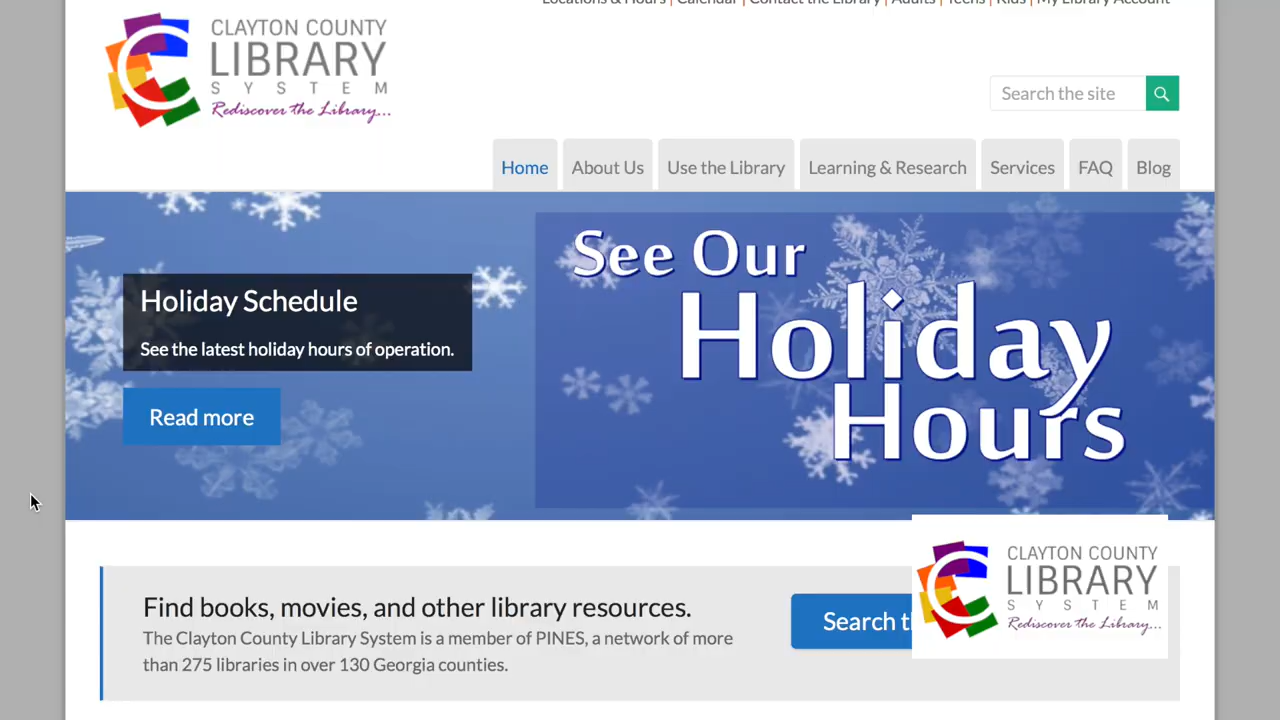 Locations & Hours | Calendar | Contact the Library | Adults | Teens | Kids | My Library Account
CLAYTON COUNTY
LIBRARY
SYSTEM
Rediscover the Library...
Search the site
Home About Us Use the Library Learning & Research Services FAQ Blog
See Our
Holiday
Hours
Holiday Schedule
See the latest holiday hours of operation.
Read more
Find books, movies, and other library resources.
The Clayton County Library System is a member of PINES, a network of more
than 275 libraries in over 130 Georgia counties.
Search
CLAYTON COUNTY
LIBRARY
SYSTEM
Rediscover the Library...